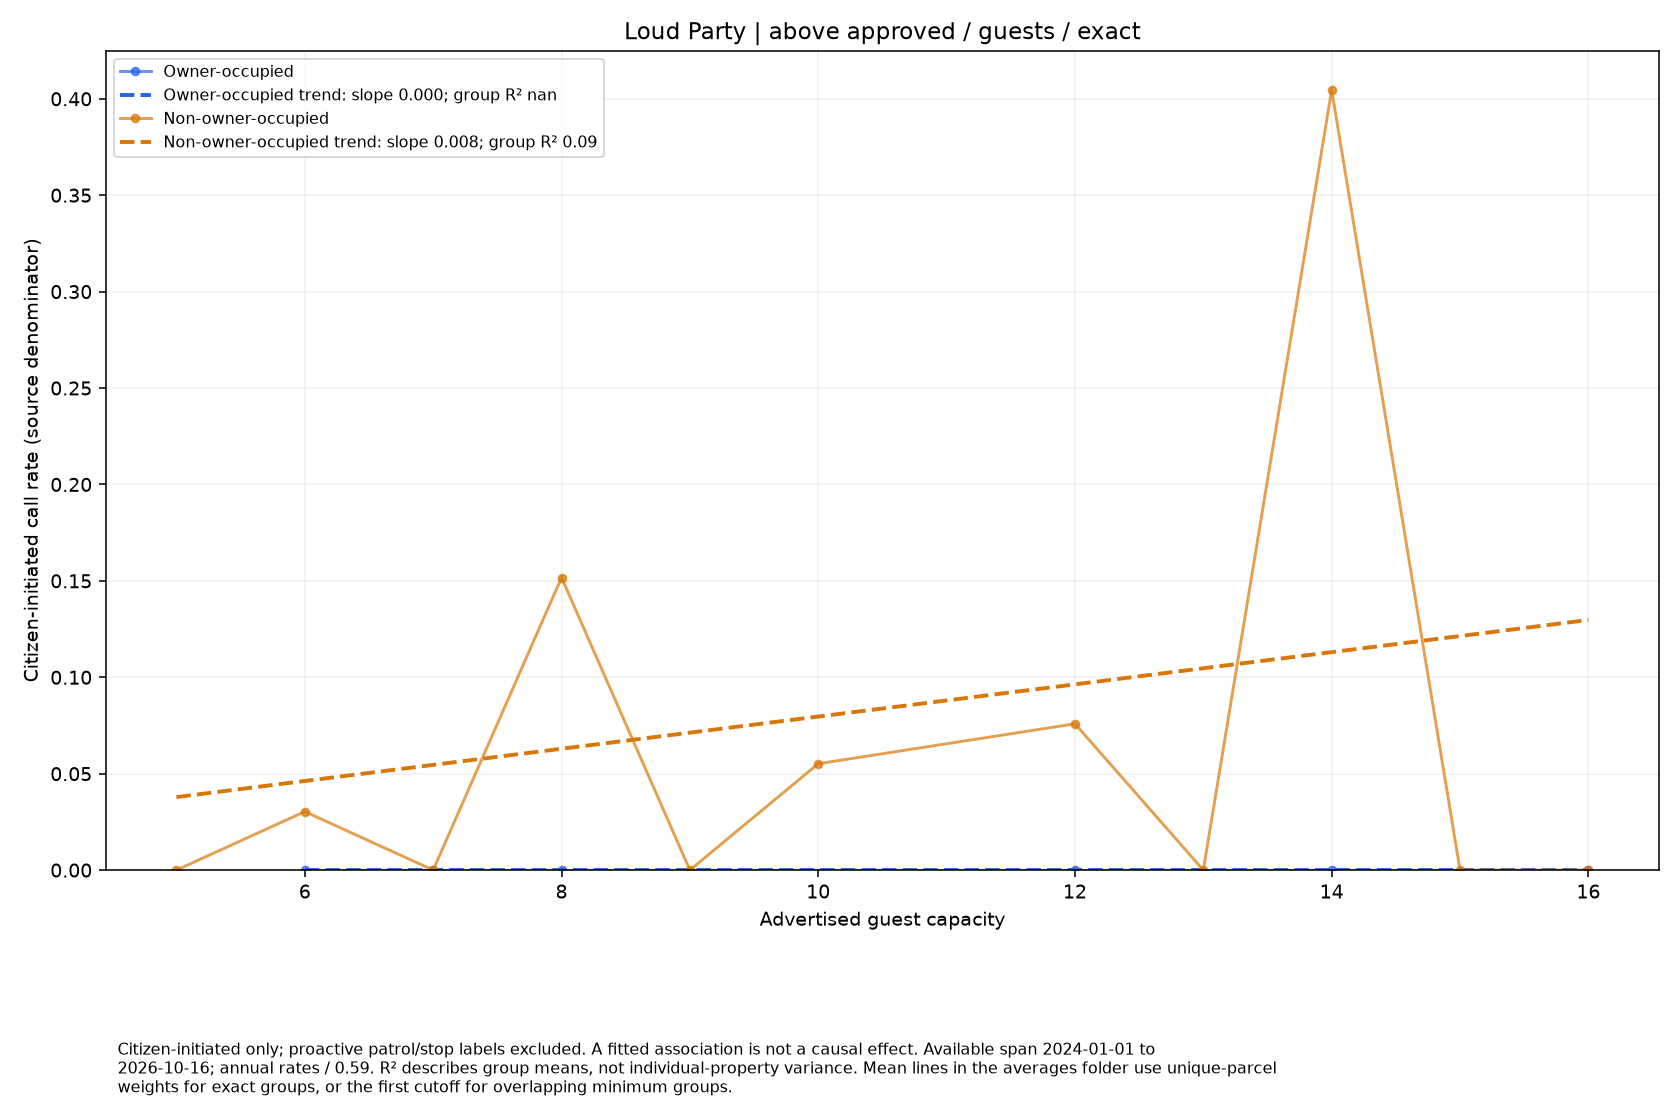 Loud Party | above approved / guests / exact
Owner-occupied
Owner-occupied trend: slope 0.000; group R² nan
Non-owner-occupied
Non-owner-occupied trend: slope 0.008; group R² 0.09
0.40
0.35
0.30
0.25
0.20
0.15
0.10
0.05
0.00
Citizen-initiated call rate (source denominator)
6 8 10 12 14 16
Advertised guest capacity
Citizen-initiated only; proactive patrol/stop labels excluded. A fitted association is not a causal effect. Available span 2024-01-01 to
2026-10-16; annual rates / 0.59. R² describes group means, not individual-property variance. Mean lines in the averages folder use unique-parcel
weights for exact groups, or the first cutoff for overlapping minimum groups.